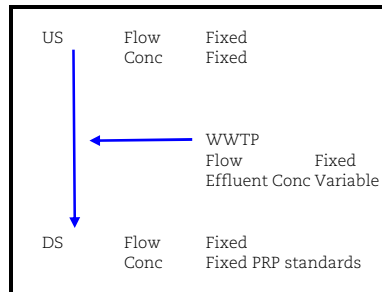 US Flow Fixed
Conc Fixed
WWTP
Flow Fixed
Effluent Conc Variable
DS Flow Fixed
Conc Fixed PRP standards